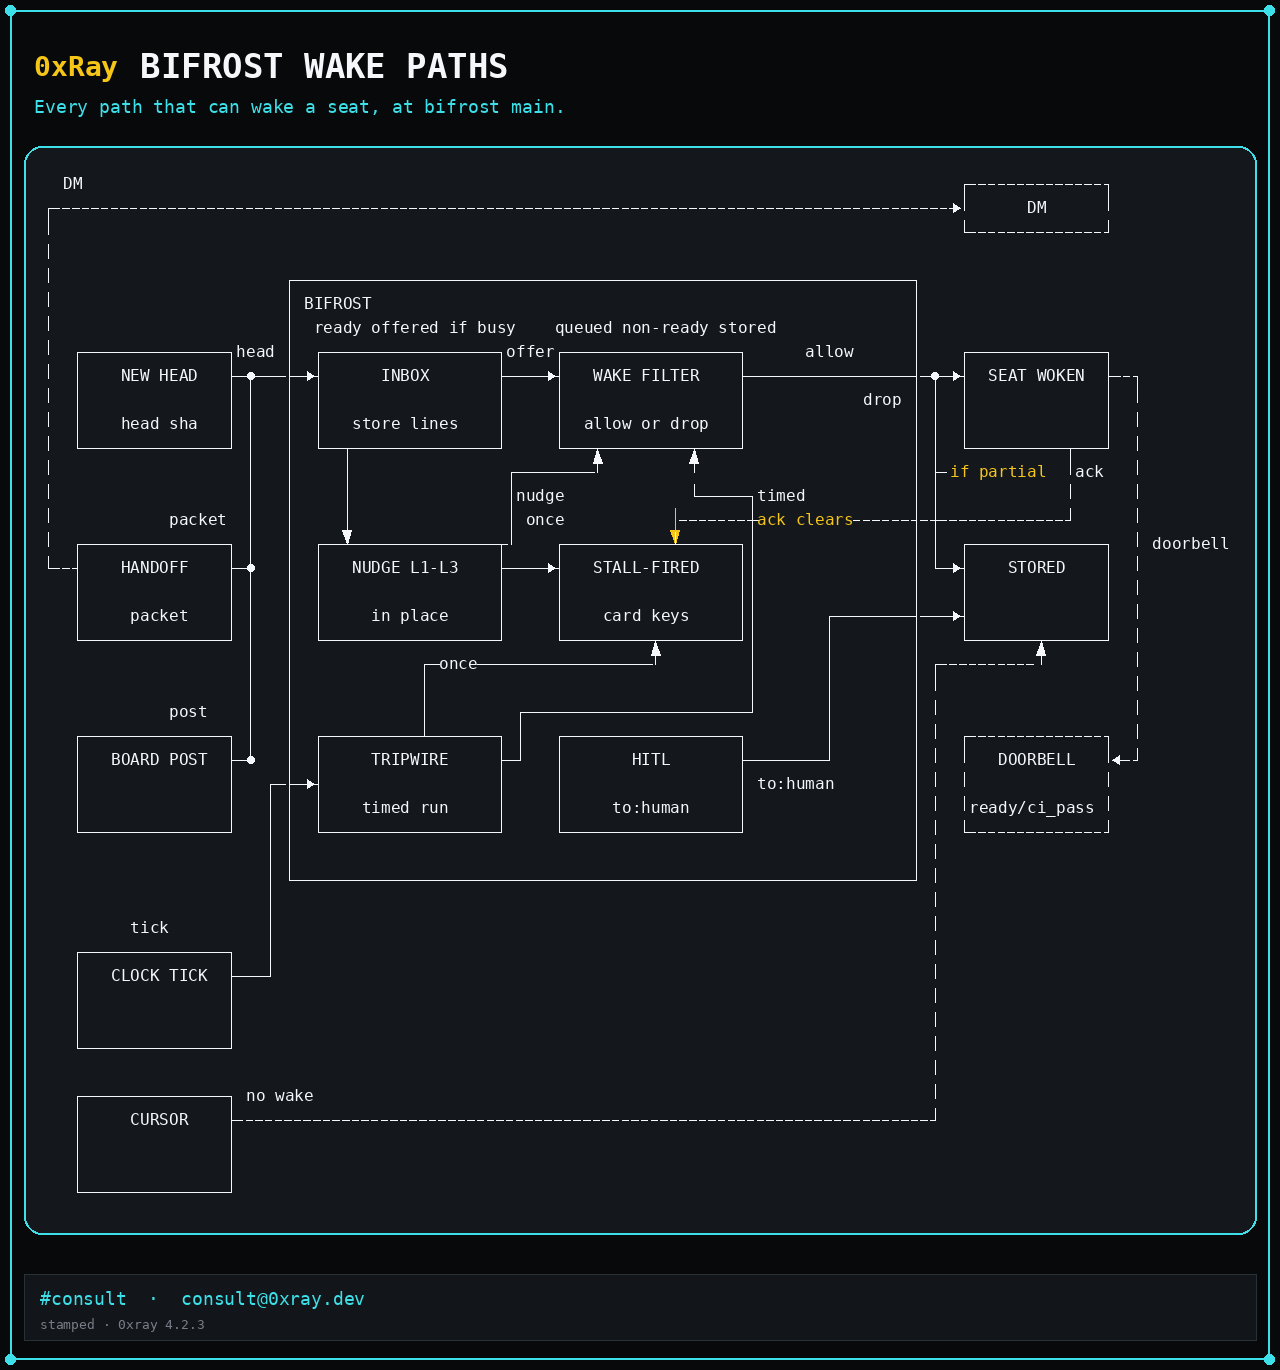 0xRay BIFROST WAKE PATHS
Every path that can wake a seat, at bifrost main.
DM
DM
BIFROST
ready offered if busy
queued non-ready stored
head
offer
allow
NEW HEAD
INBOX
WAKE FILTER
SEAT WOKEN
drop
head sha
store lines
allow or drop
if partial
ack
nudge
timed
packet
once
ack clears
doorbell
HANDOFF
NUDGE L1-L3
STALL-FIRED
STORED
packet
in place
card keys
once
post
BOARD POST
TRIPWIRE
HITL
DOORBELL
to:human
timed run
to:human
ready/ci_pass
tick
CLOCK TICK
no wake
CURSOR
#consult · consult@0xray.dev
stamped · 0xray 4.2.3